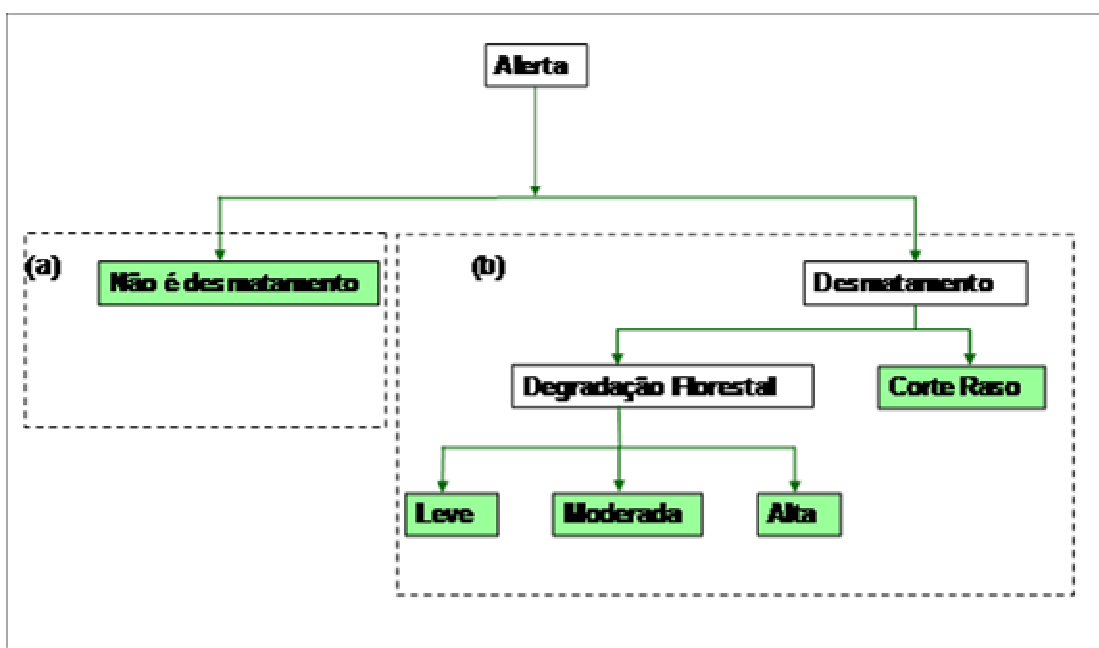 Alerta
(a)
Não é desmatamento
(b)
Desmatamento
Degradação Florestal
Corte Raso
Leve
Moderada
Alta